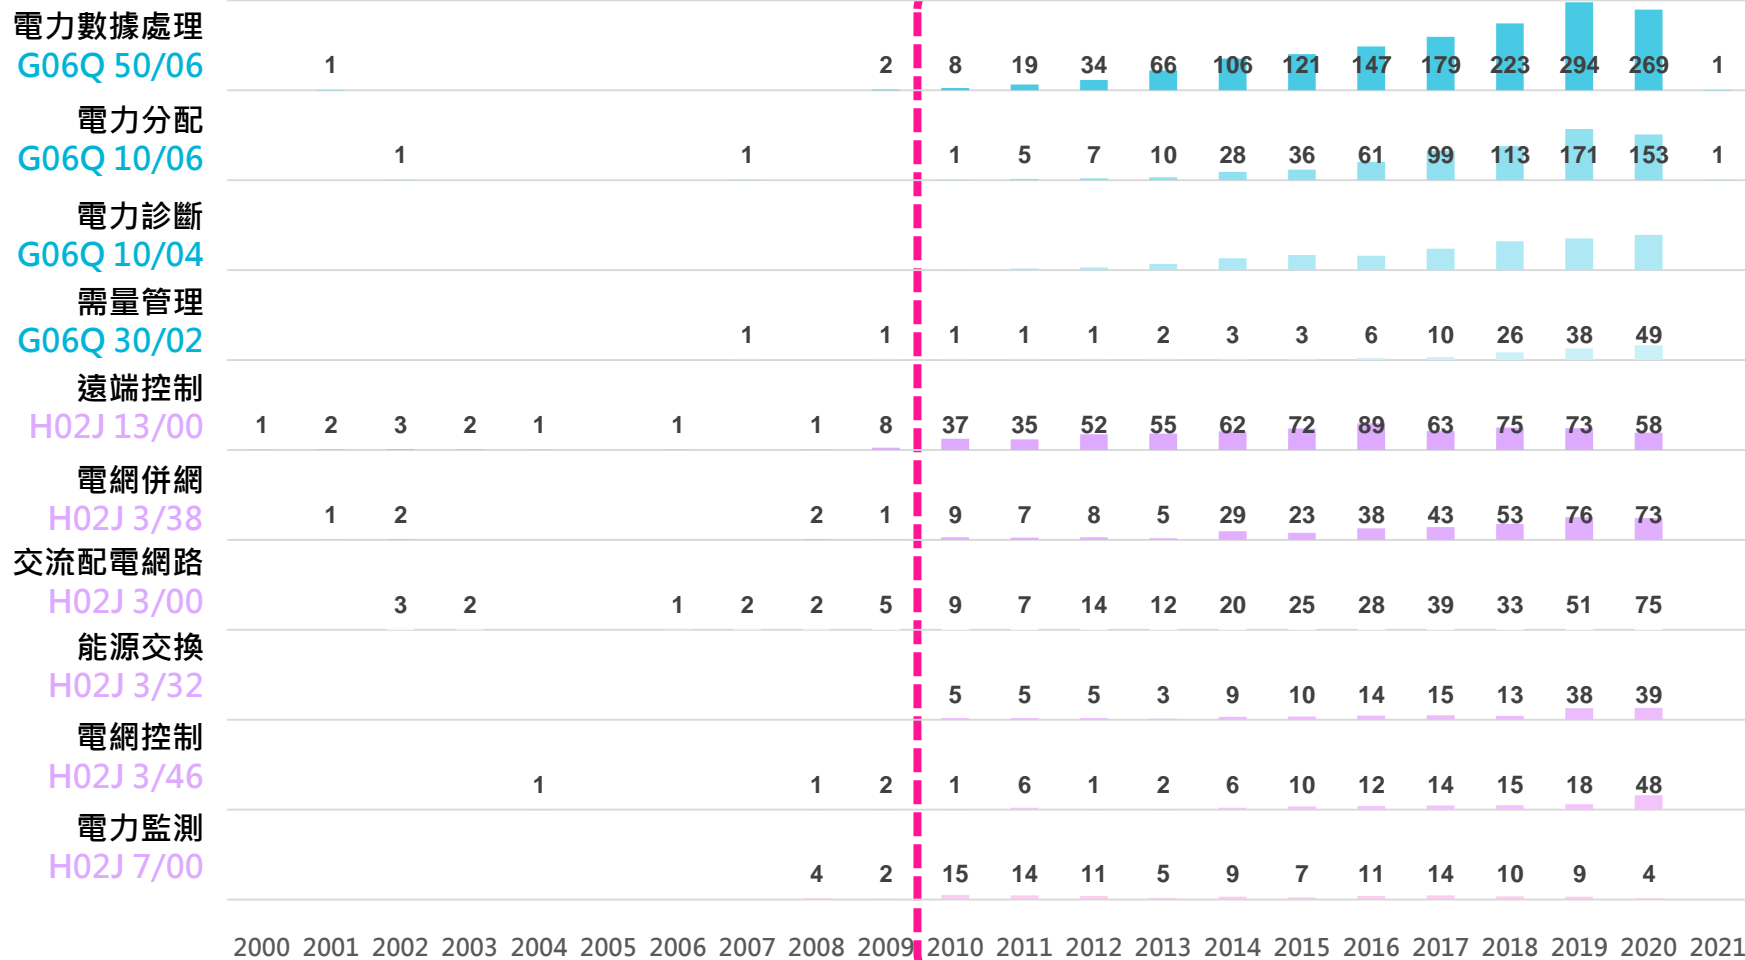 電力數據處理
G06Q 50/06
1 2 8 19 34 66 106 121 147 179 223 294 269 1
電力分配
G06Q 10/06
1 1 1 5 7 10 28 36 61 99 113 171 153 1
電力診斷
G06Q 10/04
需量管理
G06Q 30/02
1 1 1 1 1 2 3 3 6 10 26 38 49
遠端控制
H02J 13/00
1 2 3 2 1 1 1 8 37 35 52 55 62 72 89 63 75 73 58
電網併網
H02J 3/38
1 2 2 1 9 7 8 5 29 23 38 43 53 76 73
交流配電網路
H02J 3/00
3 2 1 2 2 5 9 7 14 12 20 25 28 39 33 51 75
能源交換
H02J 3/32
5 5 5 3 9 10 14 15 13 38 39
電網控制
H02J 3/46
1 1 2 1 6 1 2 6 10 12 14 15 18 48
電力監測
H02J 7/00
4 2 15 14 11 5 9 7 11 14 10 9 4
2000 2001 2002 2003 2004 2005 2006 2007 2008 2009 2010 2011 2012 2013 2014 2015 2016 2017 2018 2019 2020 2021